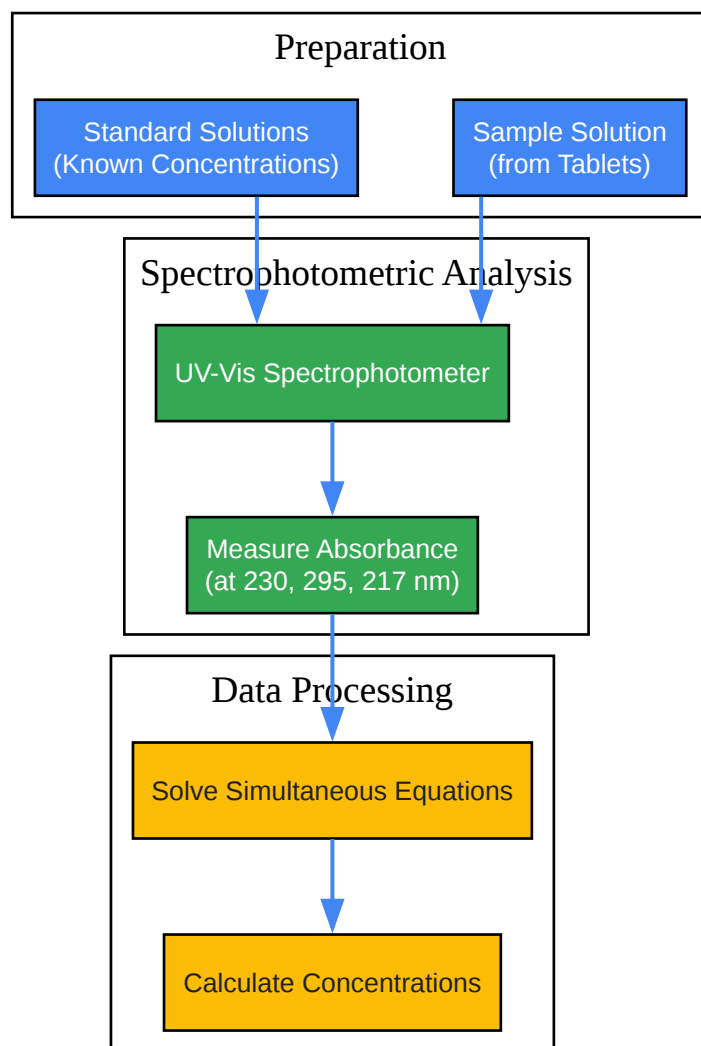 Preparation
Standard Solutions
(Known Concentrations)
Sample Solution
(from Tablets)
Spectrophotometric Analysis
UV-Vis Spectrophotometer
Measure Absorbance
(at 230, 295, 217 nm)
Data Processing
Solve Simultaneous Equations
Calculate Concentrations